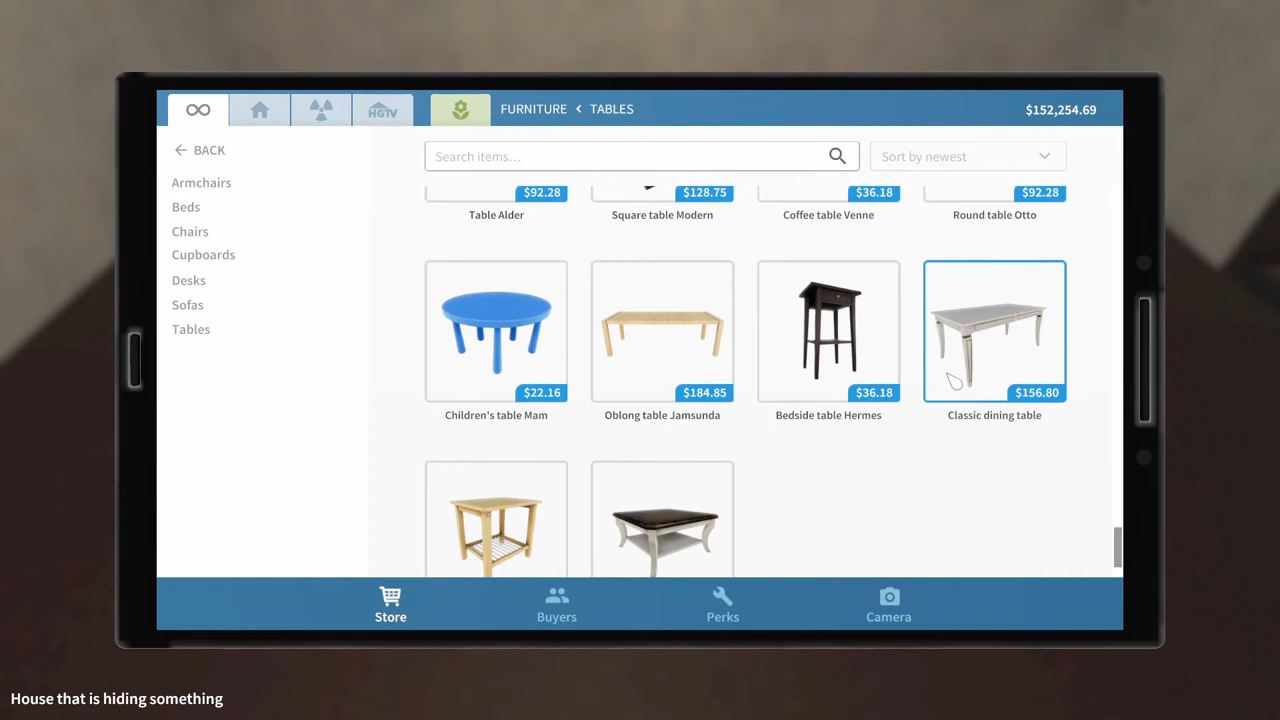 HGTV
FURNITURE < TABLES
$152,254.69
BACK
Search items...
Sort by newest
Armchairs
Beds
Chairs
Cupboards
Desks
Sofas
Tables
$92.28
$128.75
$36.18
$92.28
Table Alder
Square table Modern
Coffee table Venne
Round table Otto
$22.16
$184.85
$36.18
$156.80
Children's table Mam
Oblong table Jamsunda
Bedside table Hermes
Classic dining table
Store
Buyers
Perks
Camera
House that is hiding something